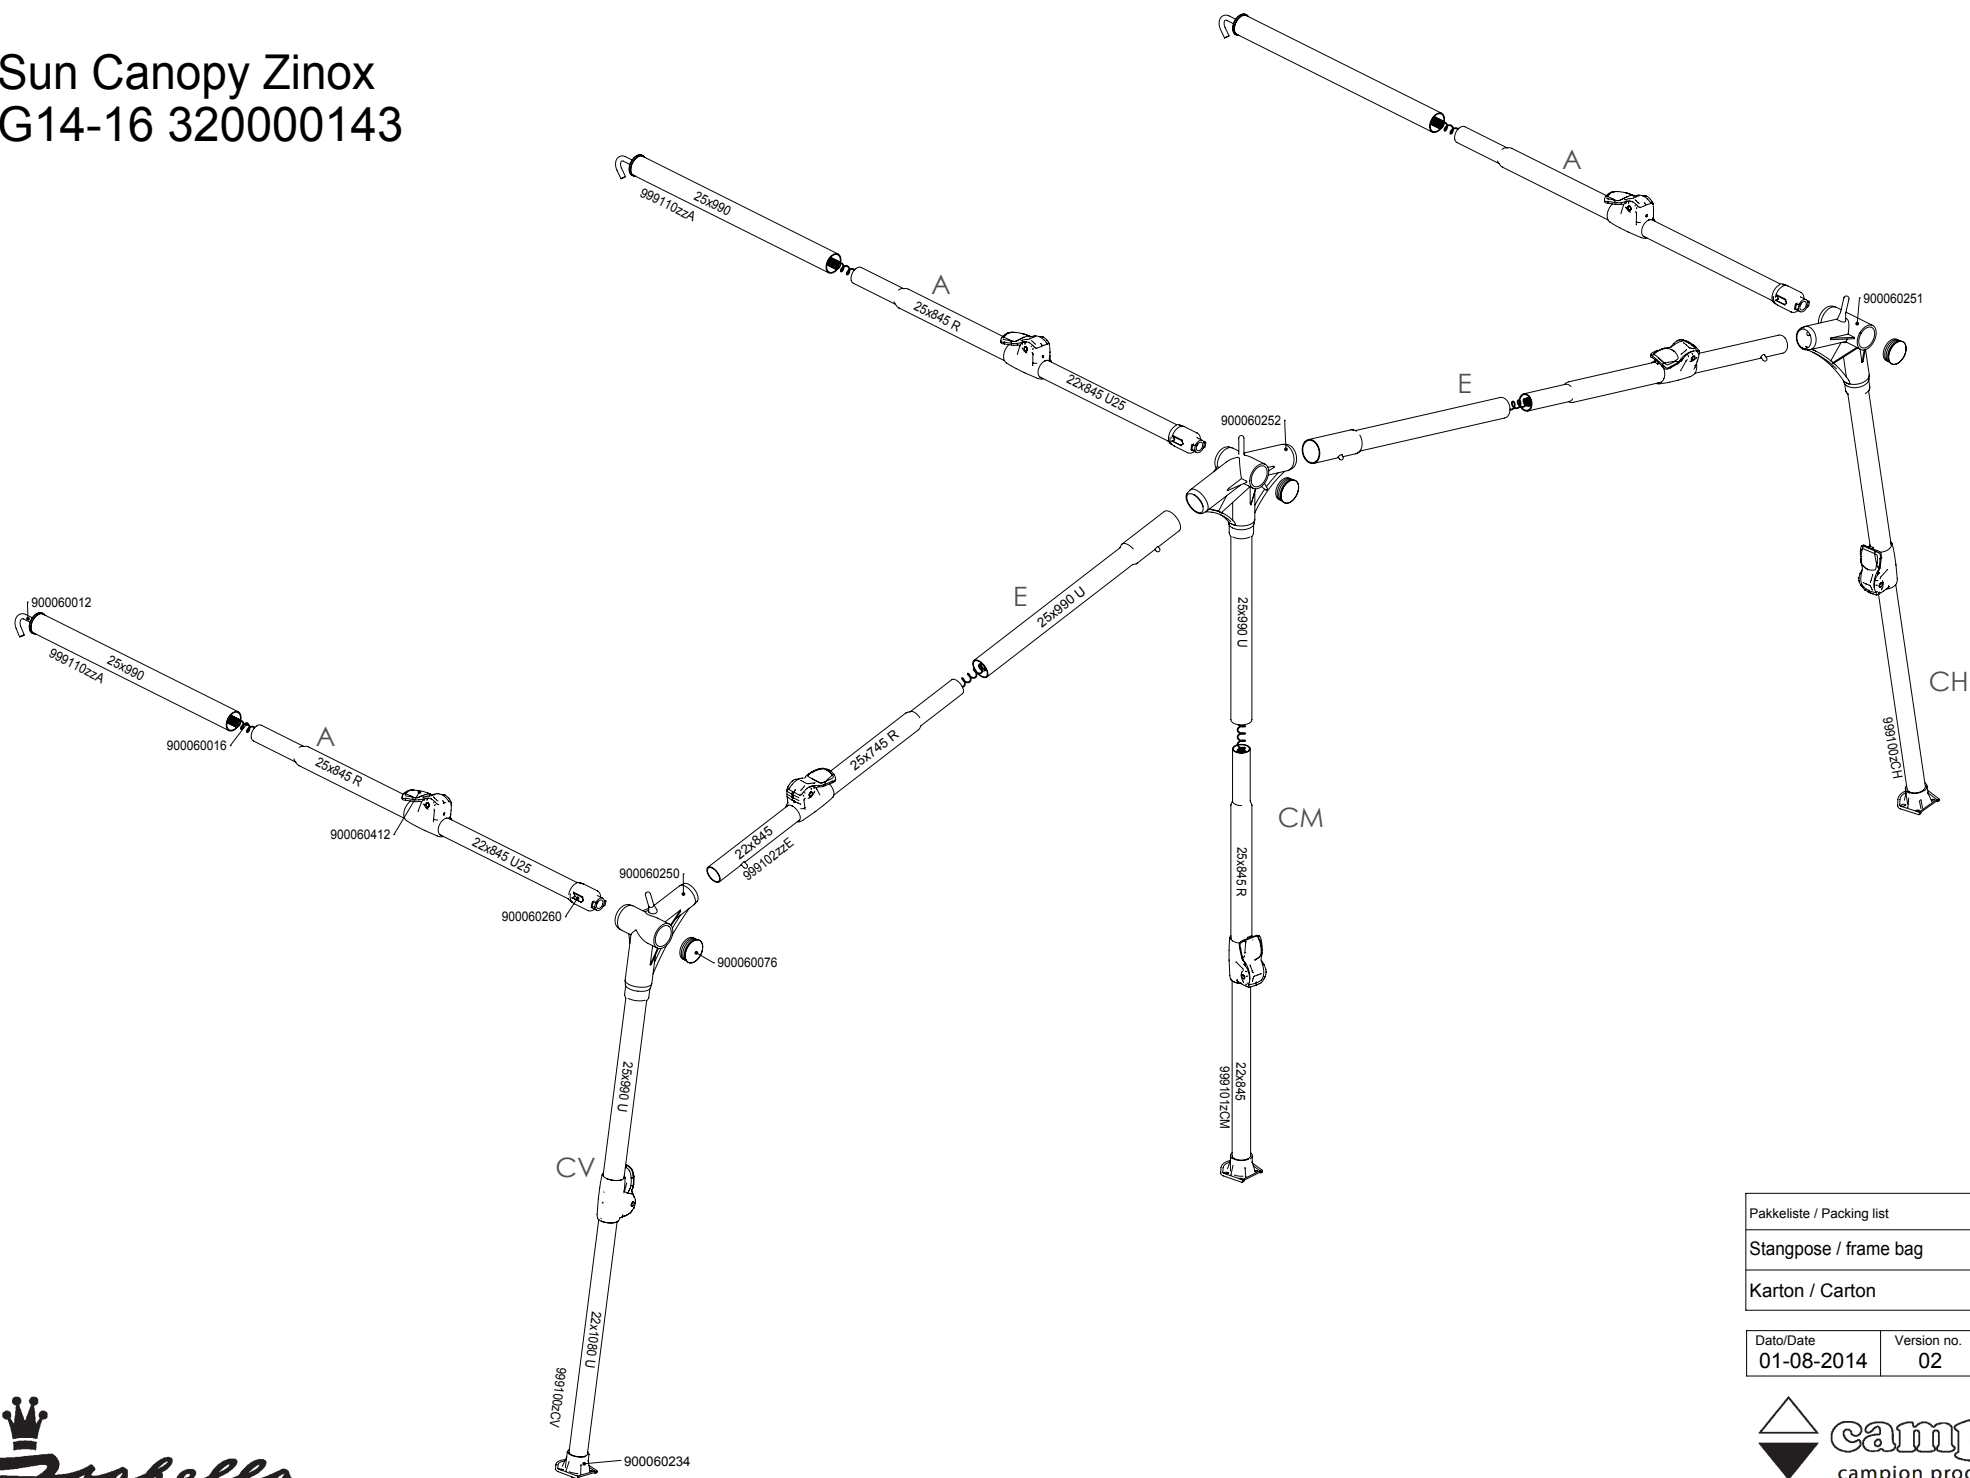 Sun Canopy Zinox
G14-16 320000143
A
25x990
999110zzA
A
25x845 R
22x845 U25
900060251
E
900060252
E
25x990 U
25x745 R
22x845
999102zzE
900060012
25x990
999110zzA
900060016
A
25x845 R
900060412
22x845 U25
900060260
900060250
900060076
25x990 U
CM
25x845 R
22x845
999101zCM
CH
999100zCH
25x990 U
CV
22x1080 U
999100zCV
900060234
Pakkeliste / Packing list
Stangpose / frame bag
Karton / Carton
Dato/Date
01-08-2014
Version no.
02
campion